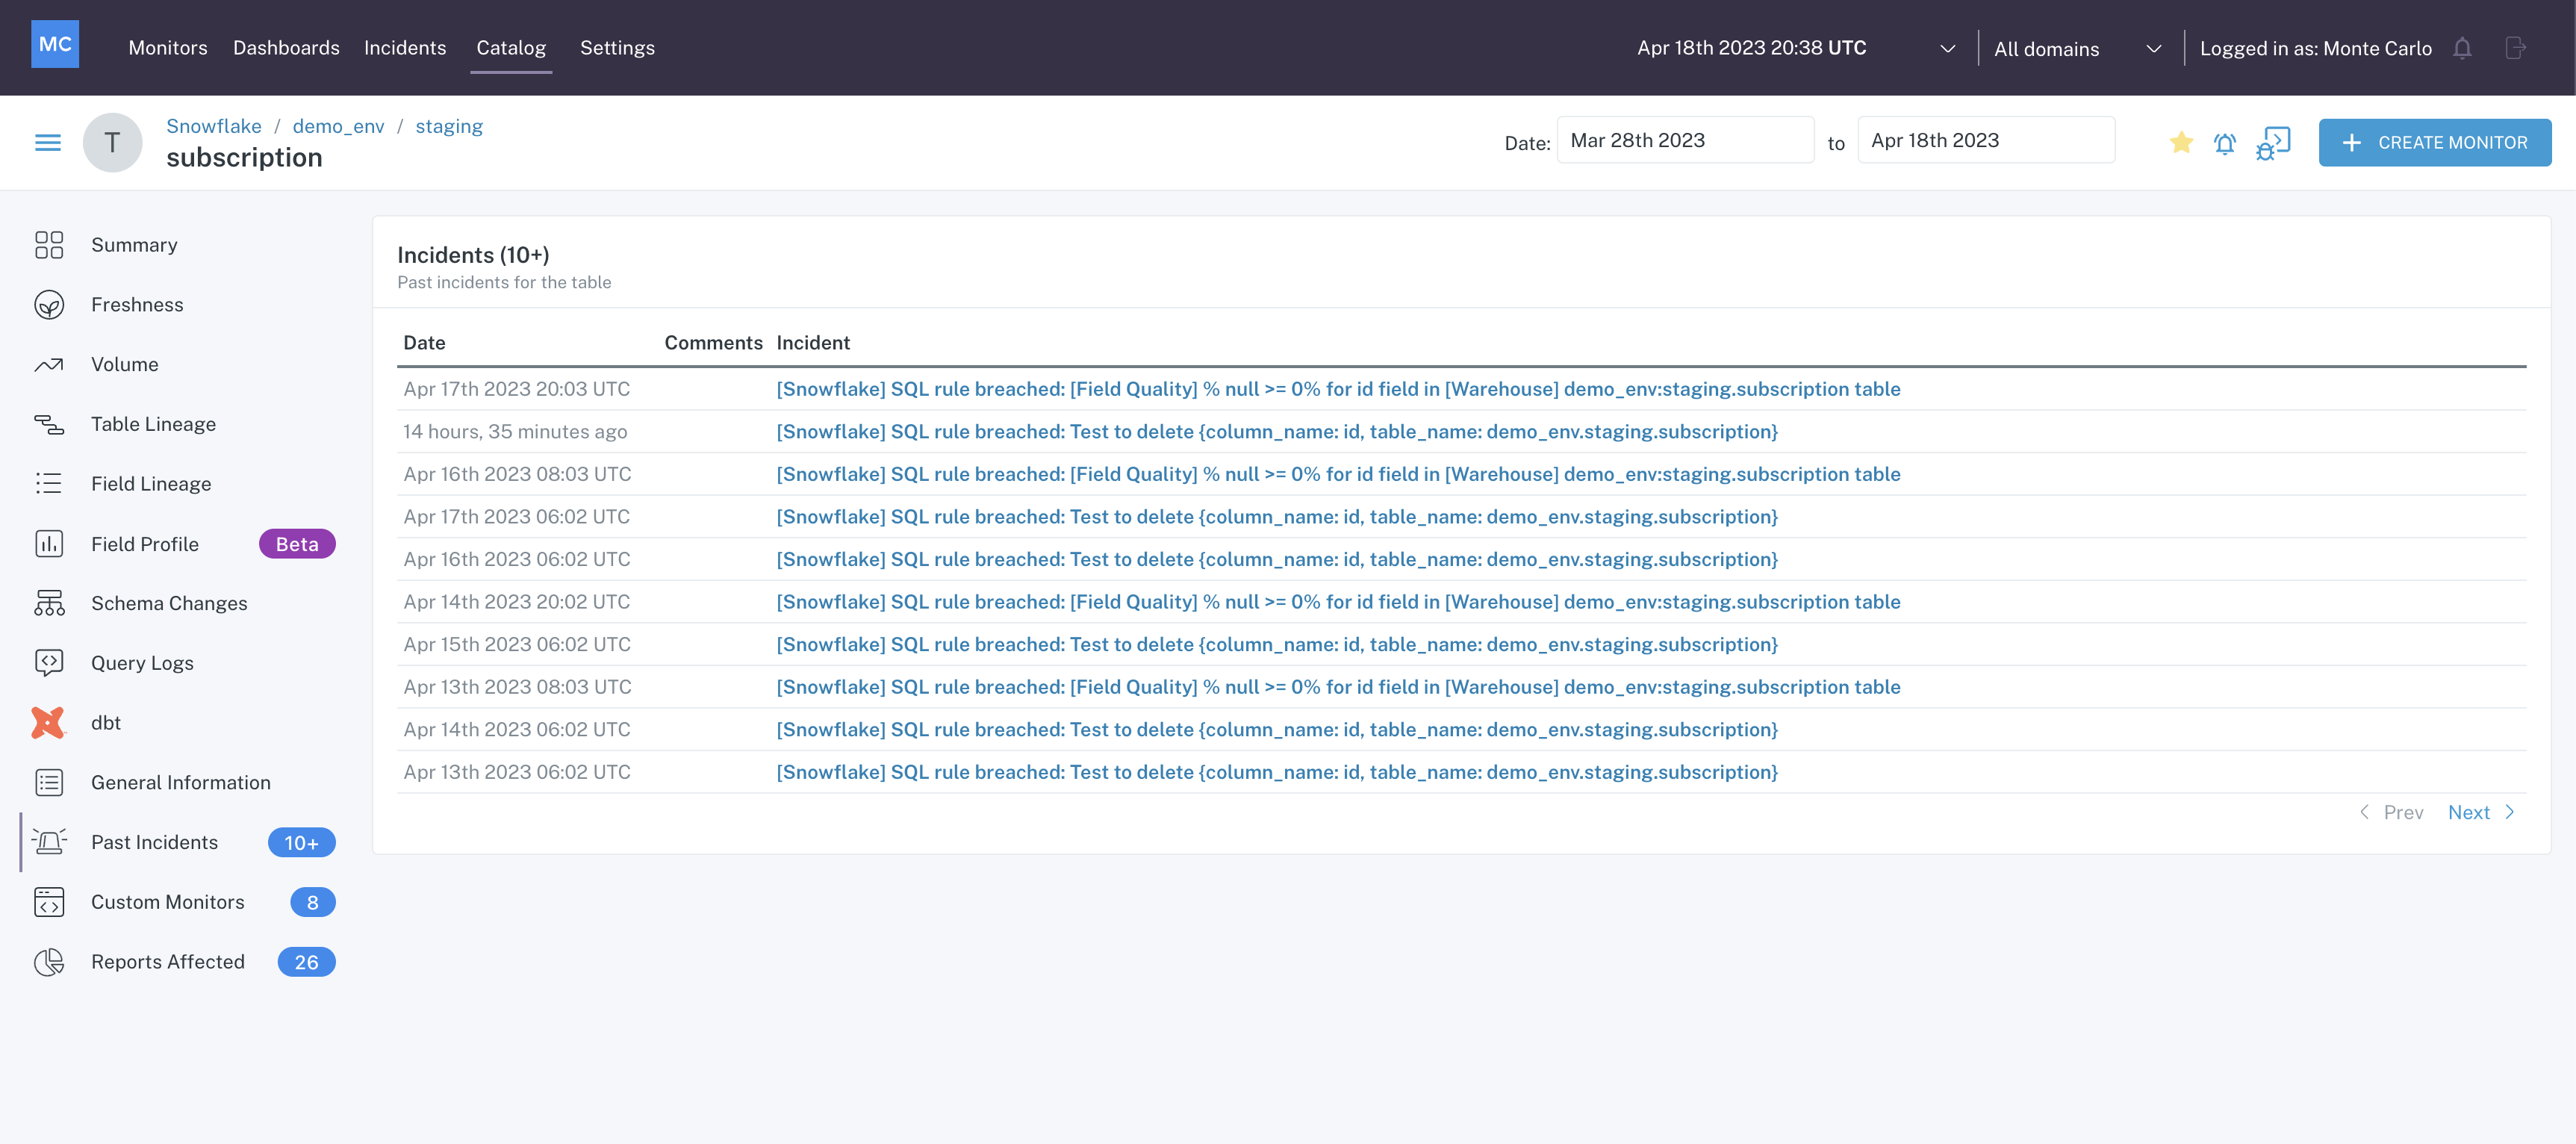 MC
Monitors Dashboards Incidents Catalog Settings
Apr 18th 2023 20:38 UTC All domains Logged in as: Monte Carlo
T
Snowflake / demo_env / staging
subscription
Date: Mar 28th 2023 to Apr 18th 2023
CREATE MONITOR
Summary
Freshness
Volume
Table Lineage
Field Lineage
Field Profile Beta
Schema Changes
Query Logs
dbt
General Information
Past Incidents 10+
Custom Monitors 8
Reports Affected 26
Incidents (10+)
Past incidents for the table
Date Comments Incident
Apr 17th 2023 20:03 UTC [Snowflake] SQL rule breached: [Field Quality] % null >= 0% for id field in [Warehouse] demo_env:staging.subscription table
14 hours, 35 minutes ago [Snowflake] SQL rule breached: Test to delete {column_name: id, table_name: demo_env.staging.subscription}
Apr 16th 2023 08:03 UTC [Snowflake] SQL rule breached: [Field Quality] % null >= 0% for id field in [Warehouse] demo_env:staging.subscription table
Apr 17th 2023 06:02 UTC [Snowflake] SQL rule breached: Test to delete {column_name: id, table_name: demo_env.staging.subscription}
Apr 16th 2023 06:02 UTC [Snowflake] SQL rule breached: Test to delete {column_name: id, table_name: demo_env.staging.subscription}
Apr 14th 2023 20:02 UTC [Snowflake] SQL rule breached: [Field Quality] % null >= 0% for id field in [Warehouse] demo_env:staging.subscription table
Apr 15th 2023 06:02 UTC [Snowflake] SQL rule breached: Test to delete {column_name: id, table_name: demo_env.staging.subscription}
Apr 13th 2023 08:03 UTC [Snowflake] SQL rule breached: [Field Quality] % null >= 0% for id field in [Warehouse] demo_env:staging.subscription table
Apr 14th 2023 06:02 UTC [Snowflake] SQL rule breached: Test to delete {column_name: id, table_name: demo_env.staging.subscription}
Apr 13th 2023 06:02 UTC [Snowflake] SQL rule breached: Test to delete {column_name: id, table_name: demo_env.staging.subscription}
Prev Next